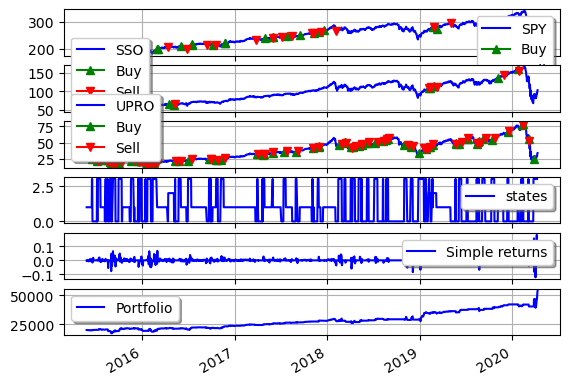 300
200
SPY
Buy
SSO
Buy
Sell
150
100
50
UPRO
Buy
Sell
75
50
25
2.5
0.0
states
0.1
0.0
−0.1
Simple returns
50000
25000
Portfolio
2016
2017
2018
2019
2020